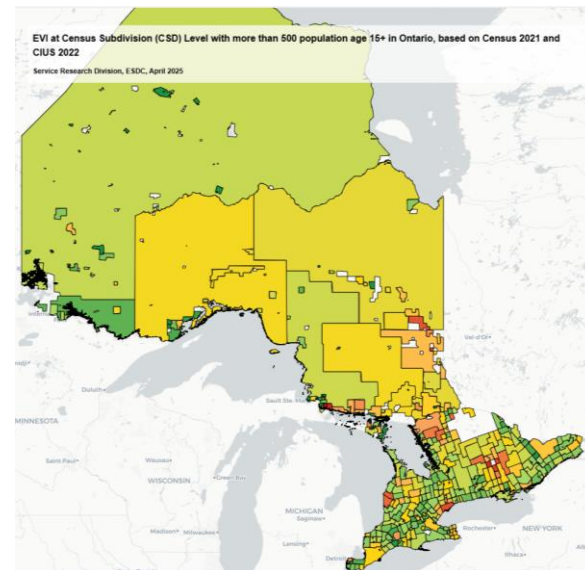 EVI at Census Subdivision (CSD) Level with more than 500 population age 15+ in Ontario, based on Census 2021 and
CIUS 2022
Service Research Division, ESDC, April 2025
Val-d'Or
Duluth
Sault Ste.
MINNESOTA
Saint-Paul
Wausau
Green Bay
WISCONSIN
MICHIGAN
Saginaw
Rochester
NEW YORK
Madison
Milwaukee
Lansing
Detroit
Ithaca